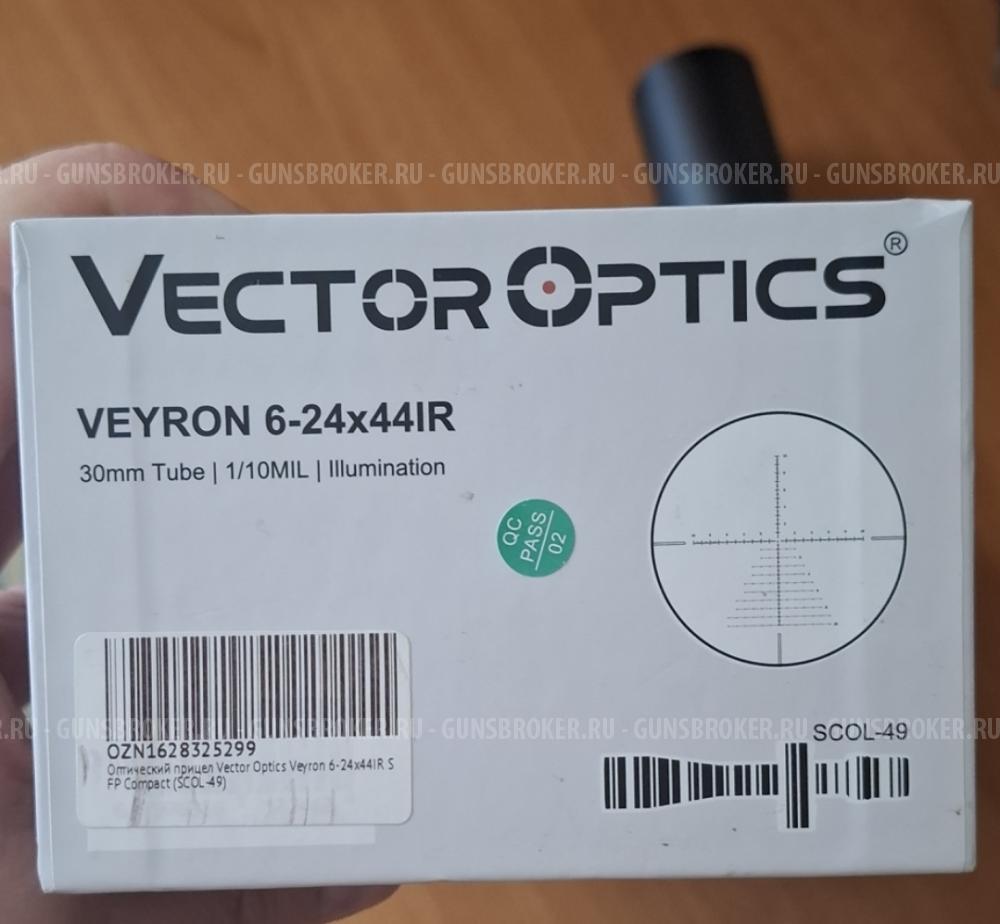 .RU - GUNSBROKER.RU - GUNSBROKER.RU - GUNSBROKER.RU - GUNSBROKER.RU - GUNSBROKER.RU
VECTOR OPTICS®
VEYRON 6-24x44IR
30mm Tube | 1/10MIL | Illumination
QC
PASS
02
.RU - GUNSBROKER.RU - GUNSBROKER.RU - GUNSBROKER.RU - GUNSBROKER.RU - GUNSBROKER.RU
SCOL-49
OZN1628325299
Оптический прицел Vector Optics Veyron 6-24x44IR S
FP Compact (SCOL-49)